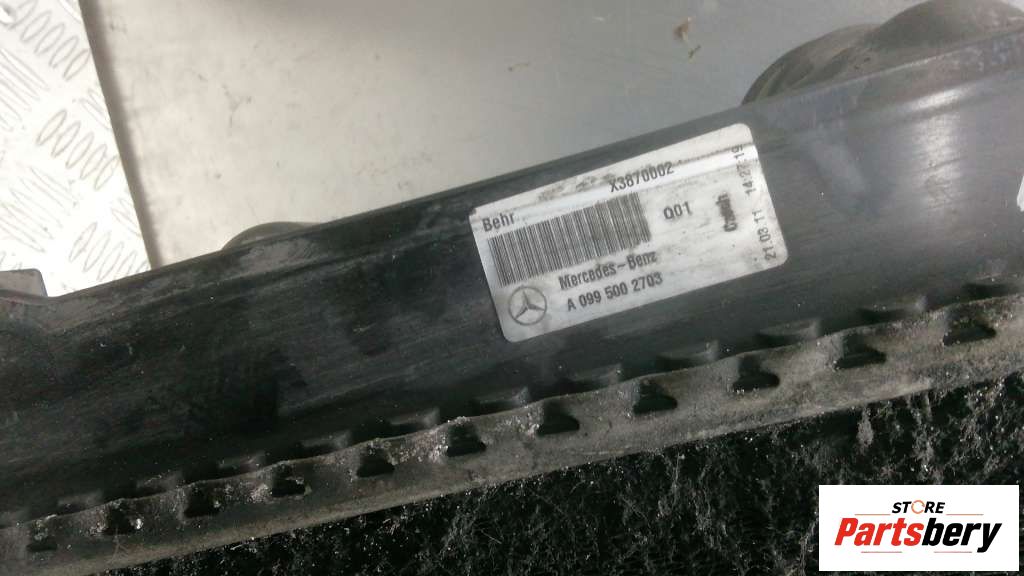 Behr X3870002
Q01
Mercedes-Benz
A 099 500 2703
21 03 11 14:27:19
STORE
Partsbery